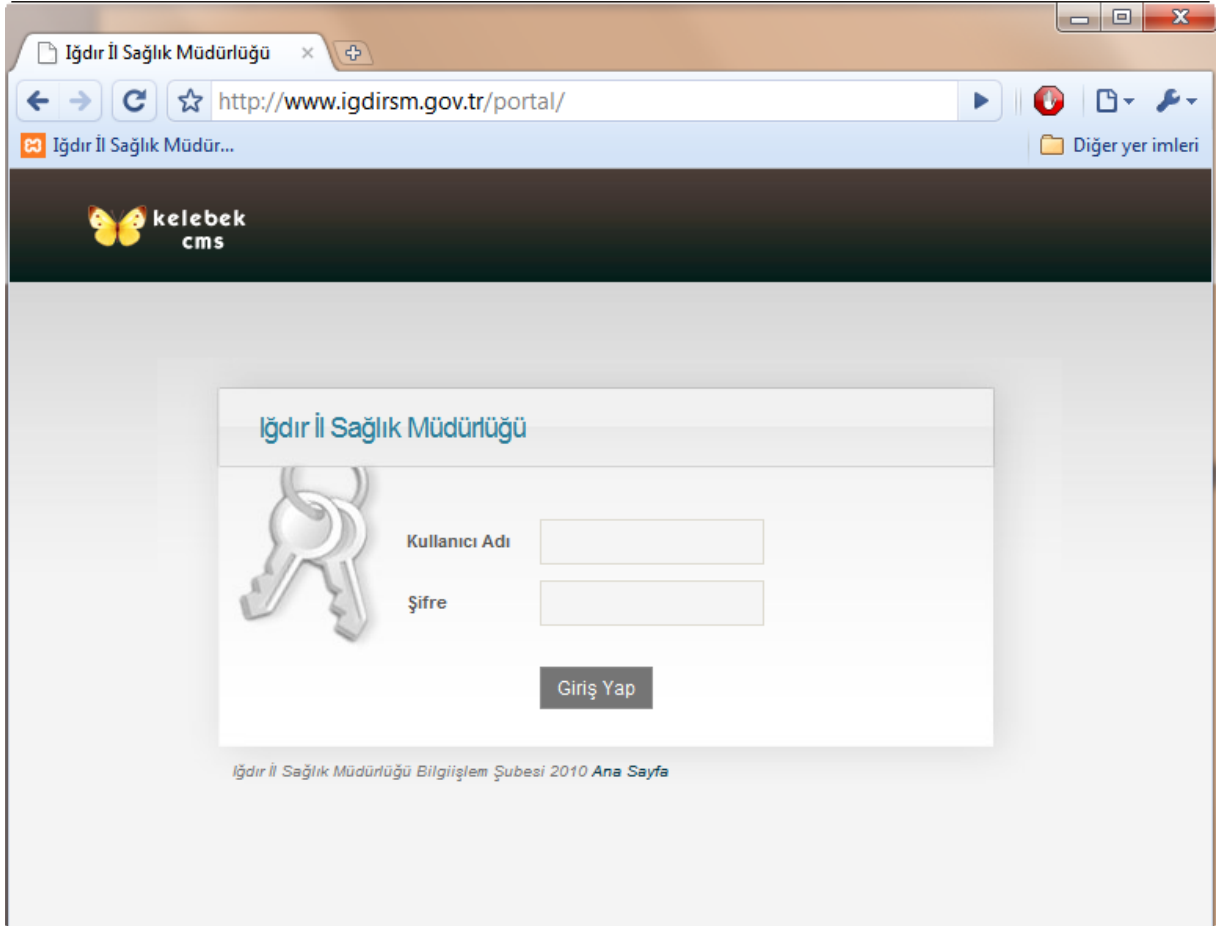 Iğdır İl Sağlık Müdürlüğü
http://www.igdirsm.gov.tr/portal/
Iğdır İl Sağlık Müdür...
Diğer yer imleri
kelebek
cms
Iğdır İl Sağlık Müdürlüğü
Kullanıcı Adı
Şifre
Giriş Yap
Iğdır İl Sağlık Müdürlüğü Bilgiişlem Şubesi 2010 Ana Sayfa